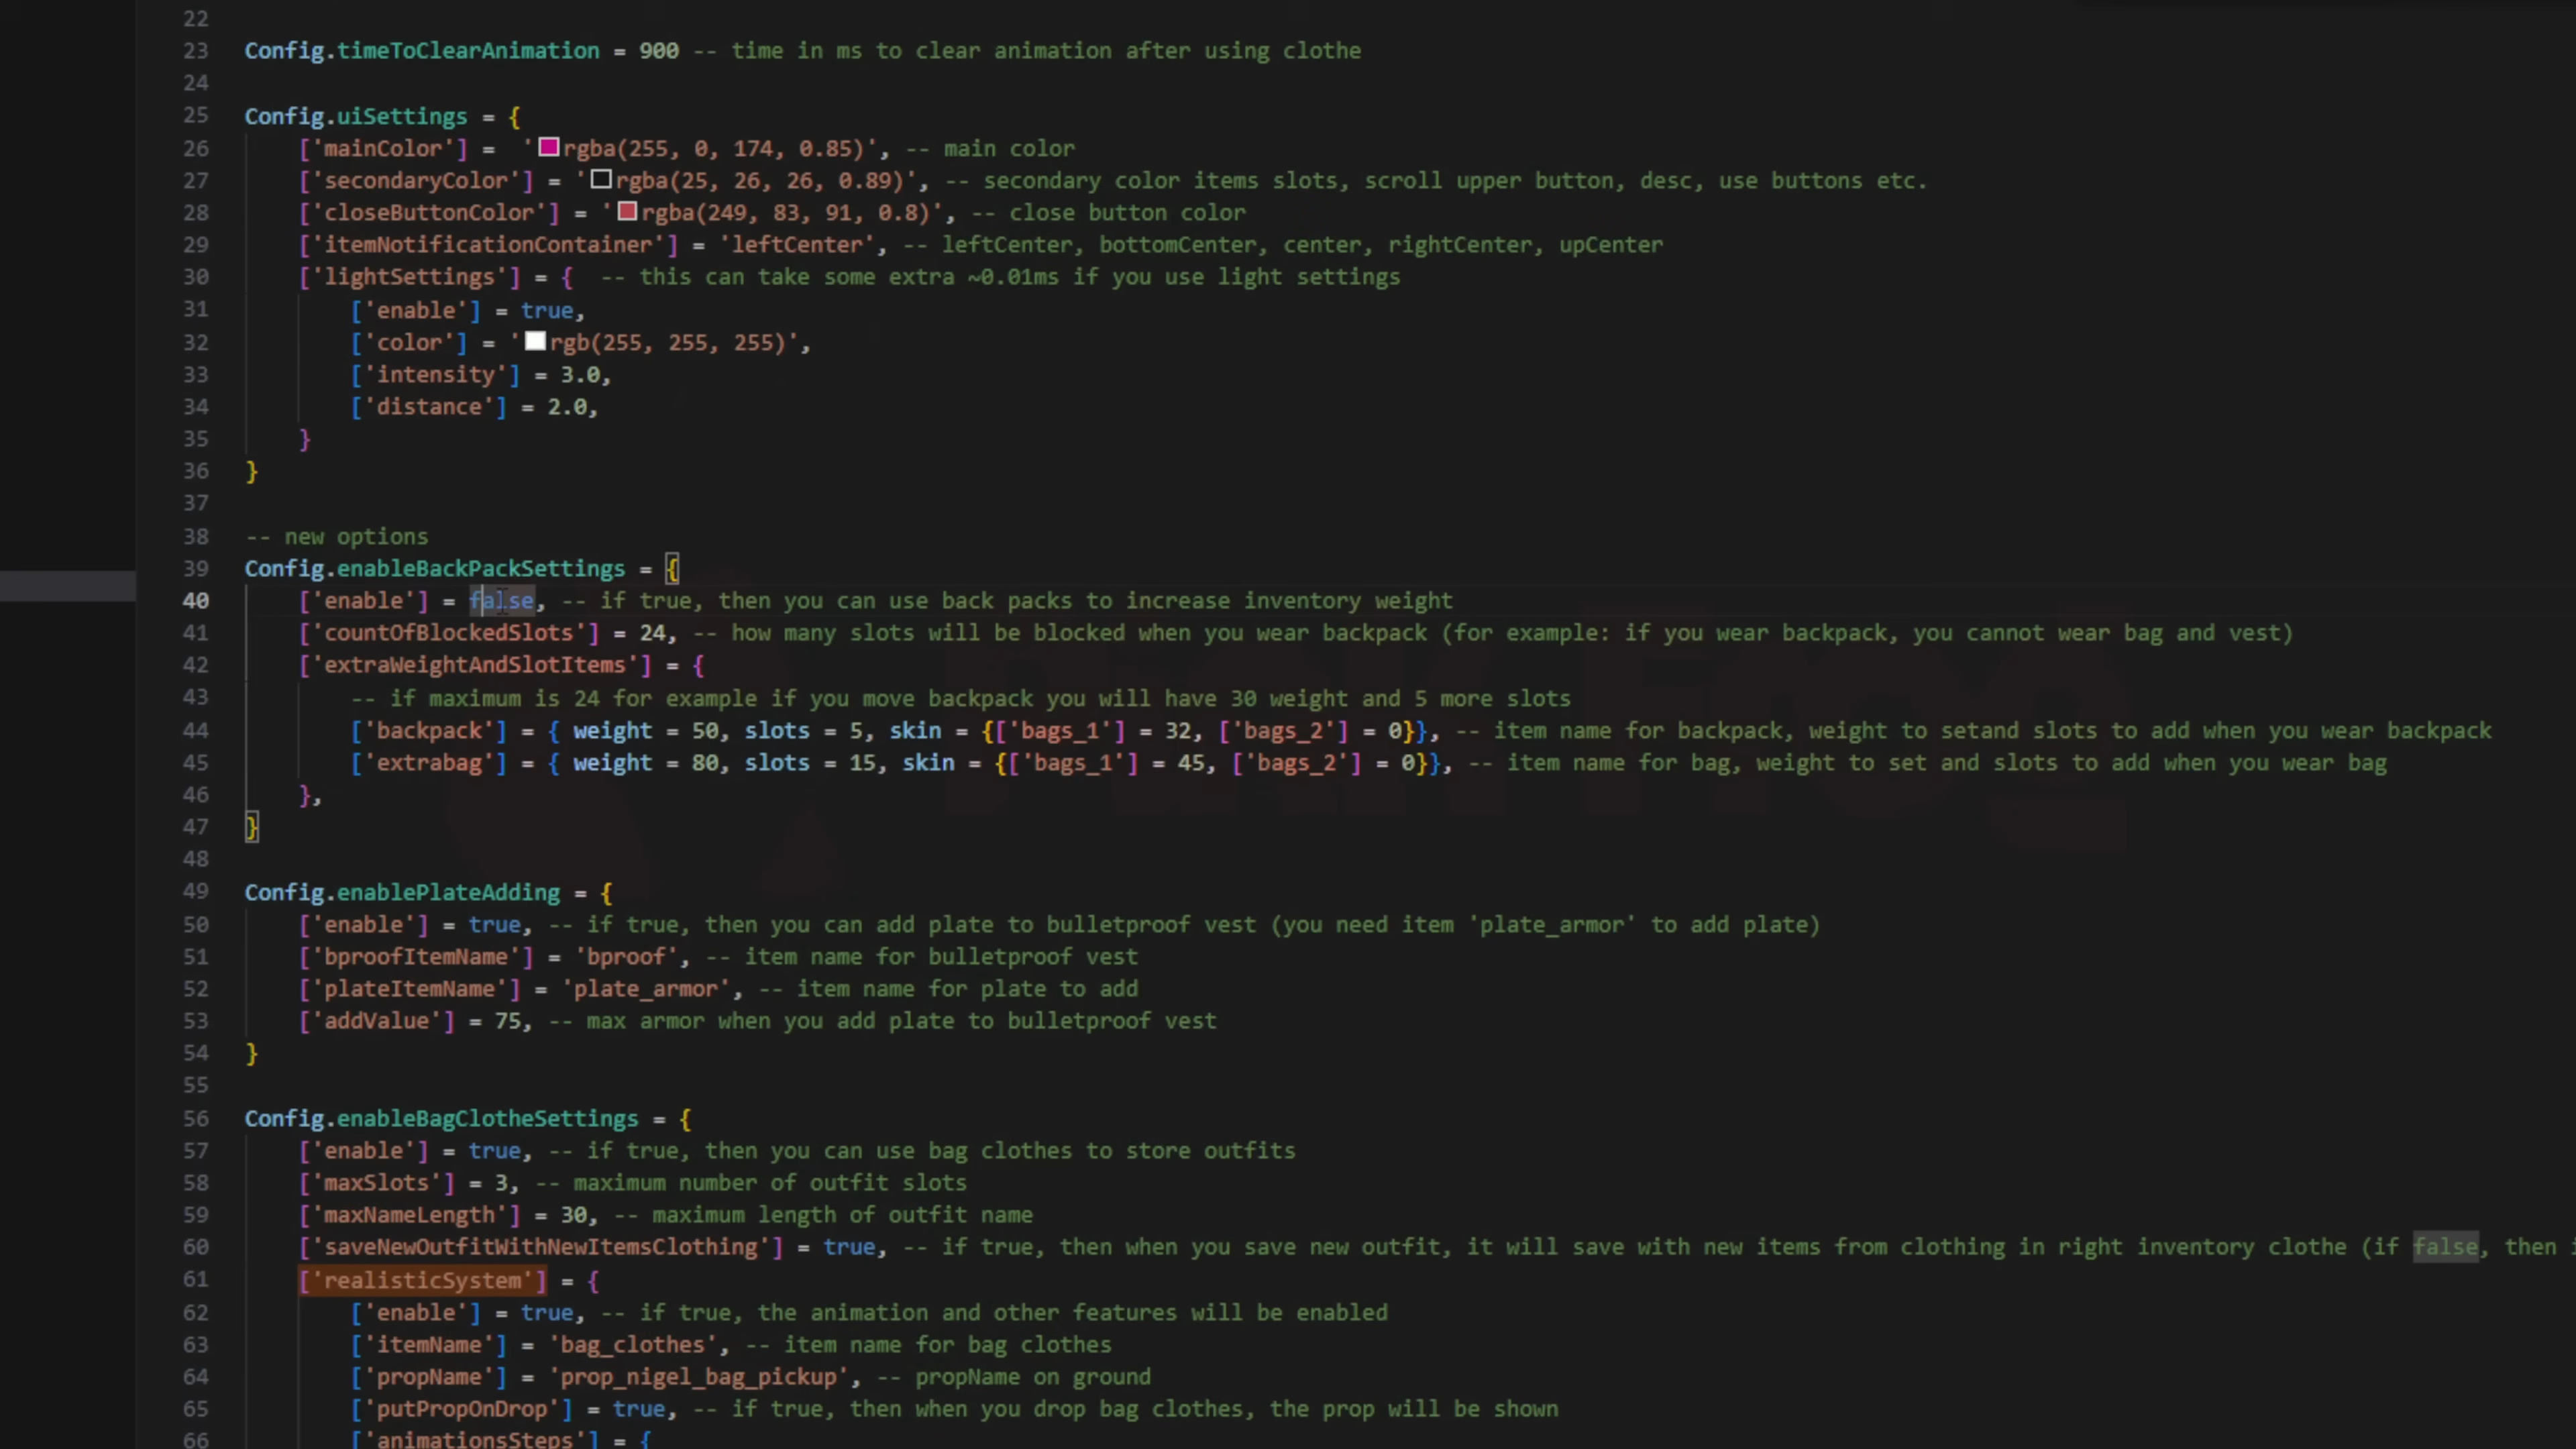 22
23 Config.timeToClearAnimation = 900 -- time in ms to clear animation after using clothe
24
25 Config.uiSettings = {
26 ['mainColor'] =  'rgba(255, 0, 174, 0.85)', -- main color
27 ['secondaryColor'] = 'rgba(25, 26, 26, 0.89)', -- secondary color items slots, scroll upper button, desc, use buttons etc.
28 ['closeButtonColor'] = 'rgba(249, 83, 91, 0.8)', -- close button color
29 ['itemNotificationContainer'] = 'leftCenter', -- leftCenter, bottomCenter, center, rightCenter, upCenter
30 ['lightSettings'] = {  -- this can take some extra ~0.01ms if you use light settings
31 ['enable'] = true,
32 ['color'] = 'rgb(255, 255, 255)',
33 ['intensity'] = 3.0,
34 ['distance'] = 2.0,
35 }
36 }
37
38 -- new options
39 Config.enableBackPackSettings = {
40 ['enable'] = false, -- if true, then you can use back packs to increase inventory weight
41 ['countOfBlockedSlots'] = 24, -- how many slots will be blocked when you wear backpack (for example: if you wear backpack, you cannot wear bag and vest)
42 ['extraWeightAndSlotItems'] = {
43 -- if maximum is 24 for example if you move backpack you will have 30 weight and 5 more slots
44 ['backpack'] = { weight = 50, slots = 5, skin = {['bags_1'] = 32, ['bags_2'] = 0}}, -- item name for backpack, weight to setand slots to add when you wear backpack
45 ['extrabag'] = { weight = 80, slots = 15, skin = {['bags_1'] = 45, ['bags_2'] = 0}}, -- item name for bag, weight to set and slots to add when you wear bag
46 },
47 }
48
49 Config.enablePlateAdding = {
50 ['enable'] = true, -- if true, then you can add plate to bulletproof vest (you need item 'plate_armor' to add plate)
51 ['bproofItemName'] = 'bproof', -- item name for bulletproof vest
52 ['plateItemName'] = 'plate_armor', -- item name for plate to add
53 ['addValue'] = 75, -- max armor when you add plate to bulletproof vest
54 }
55
56 Config.enableBagClotheSettings = {
57 ['enable'] = true, -- if true, then you can use bag clothes to store outfits
58 ['maxSlots'] = 3, -- maximum number of outfit slots
59 ['maxNameLength'] = 30, -- maximum length of outfit name
60 ['saveNewOutfitWithNewItemsClothing'] = true, -- if true, then when you save new outfit, it will save with new items from clothing in right inventory clothe (if false, then
61 ['realisticSystem'] = {
62 ['enable'] = true, -- if true, the animation and other features will be enabled
63 ['itemName'] = 'bag_clothes', -- item name for bag clothes
64 ['propName'] = 'prop_nigel_bag_pickup', -- propName on ground
65 ['putPropOnDrop'] = true, -- if true, then when you drop bag clothes, the prop will be shown
66 ['animationsSteps'] = {